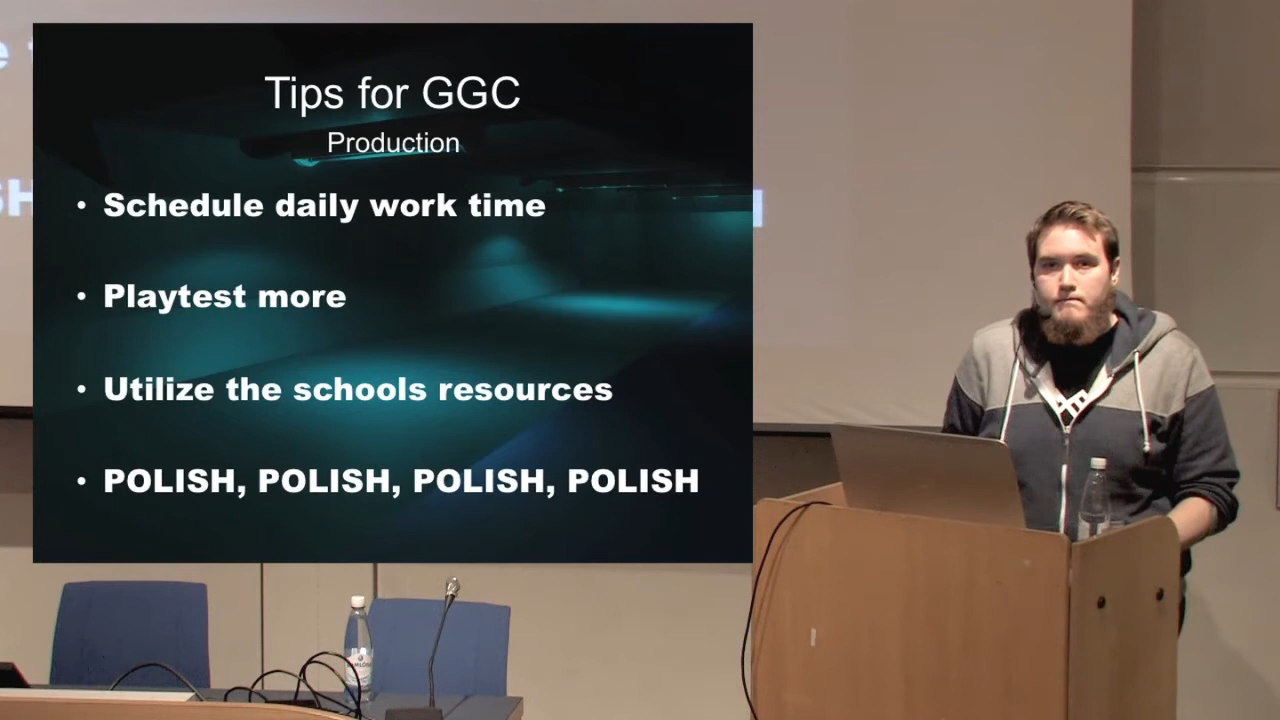 Tips for GGC
Production
• Schedule daily work time
• Playtest more
• Utilize the schools resources
• POLISH, POLISH, POLISH, POLISH